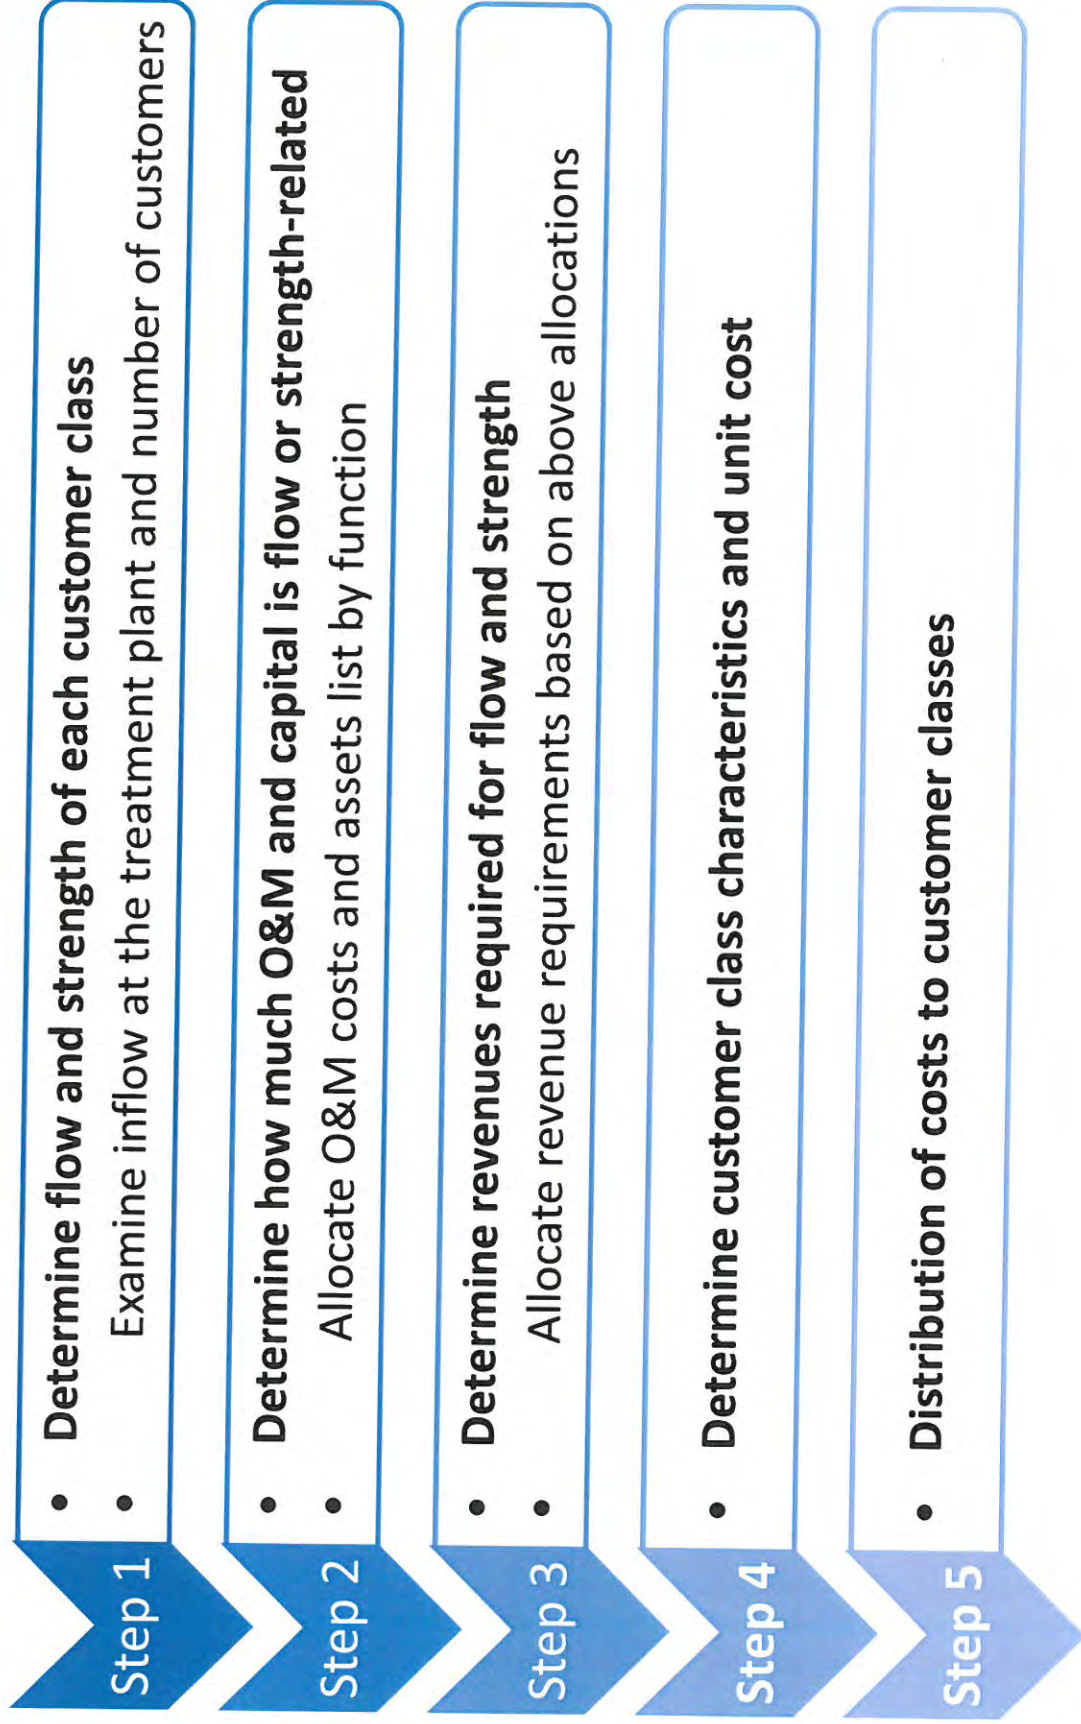 Step 1
• Determine flow and strength of each customer class
• Examine inflow at the treatment plant and number of customers
Step 2
• Determine how much O&M and capital is flow or strength-related
• Allocate O&M costs and assets list by function
Step 3
• Determine revenues required for flow and strength
• Allocate revenue requirements based on above allocations
Step 4
• Determine customer class characteristics and unit cost
Step 5
• Distribution of costs to customer classes